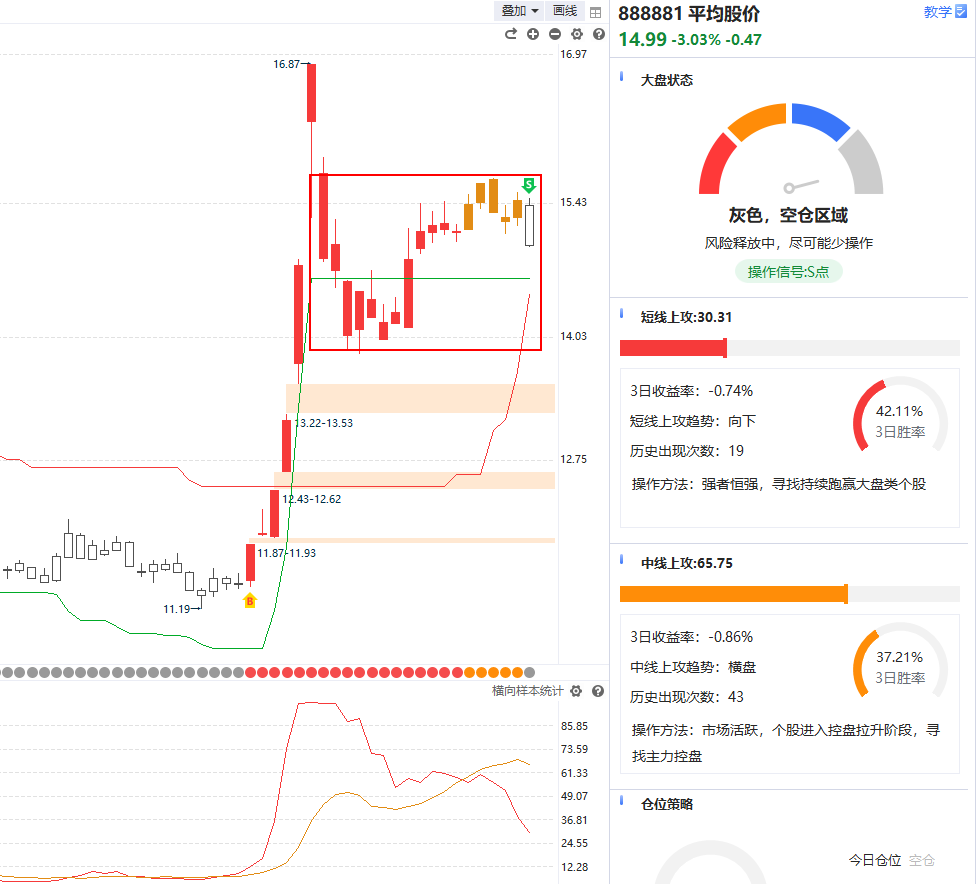 叠加 画线
888881 平均股价 教学
14.99 -3.03% -0.47
16.97
16.87
大盘状态
S
15.43
灰色，空仓区域
风险释放中，尽可能少操作
操作信号:S点
短线上攻:30.31
14.03
3日收益率：-0.74%
42.11%
短线上攻趋势：向下
3日胜率
13.22-13.53
历史出现次数：19
12.75
操作方法：强者恒强，寻找持续跑赢大盘类个股
12.43-12.62
11.87-11.93
中线上攻:65.75
B
11.19
3日收益率：-0.86%
37.21%
中线上攻趋势：横盘
3日胜率
横向样本统计
历史出现次数：43
操作方法：市场活跃，个股进入控盘拉升阶段，寻
找主力控盘
85.85
73.59
61.33
49.07
36.81
24.55
12.28
仓位策略
今日仓位 空仓